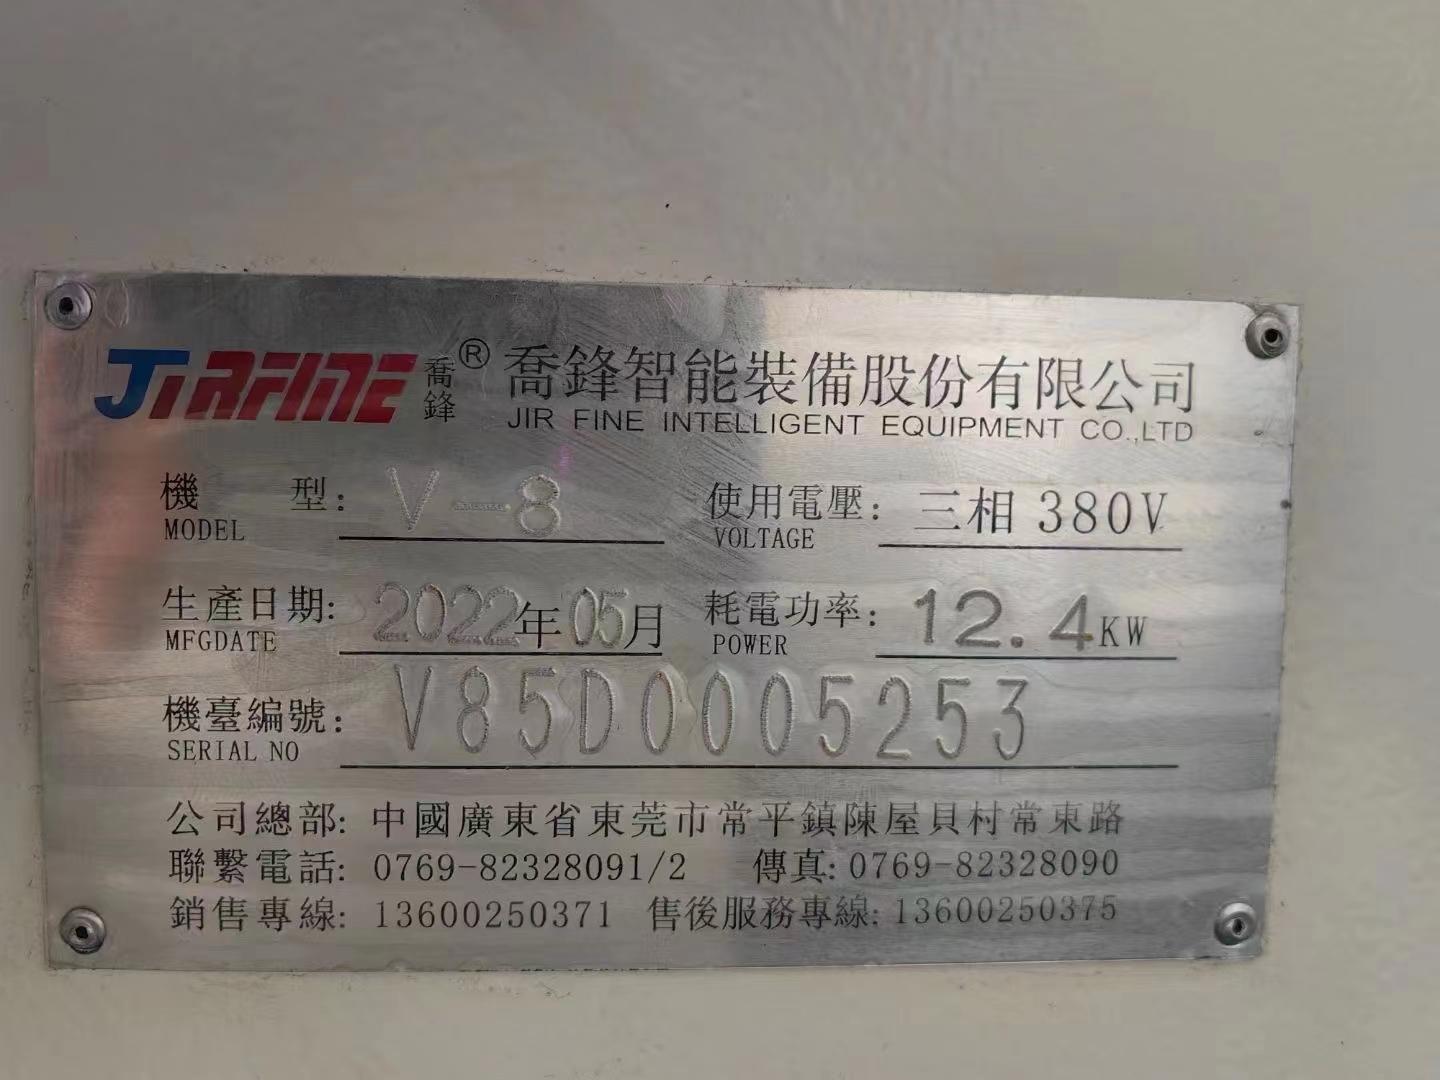 JIRFINE 喬鋒® 喬鋒智能裝備股份有限公司
JIR FINE INTELLIGENT EQUIPMENT CO.,LTD
機 型: V-8 使用電壓: 三相 380V
MODEL VOLTAGE
生產日期: 2022年05月 耗電功率: 12.4KW
MFGDATE POWER
機臺編號: V85D0005253
SERIAL NO
公司總部: 中國廣東省東莞市常平鎮陳屋貝村常東路
聯繫電話: 0769-82328091/2 傳真: 0769-82328090
銷售專線: 13600250371 售後服務專線: 13600250375